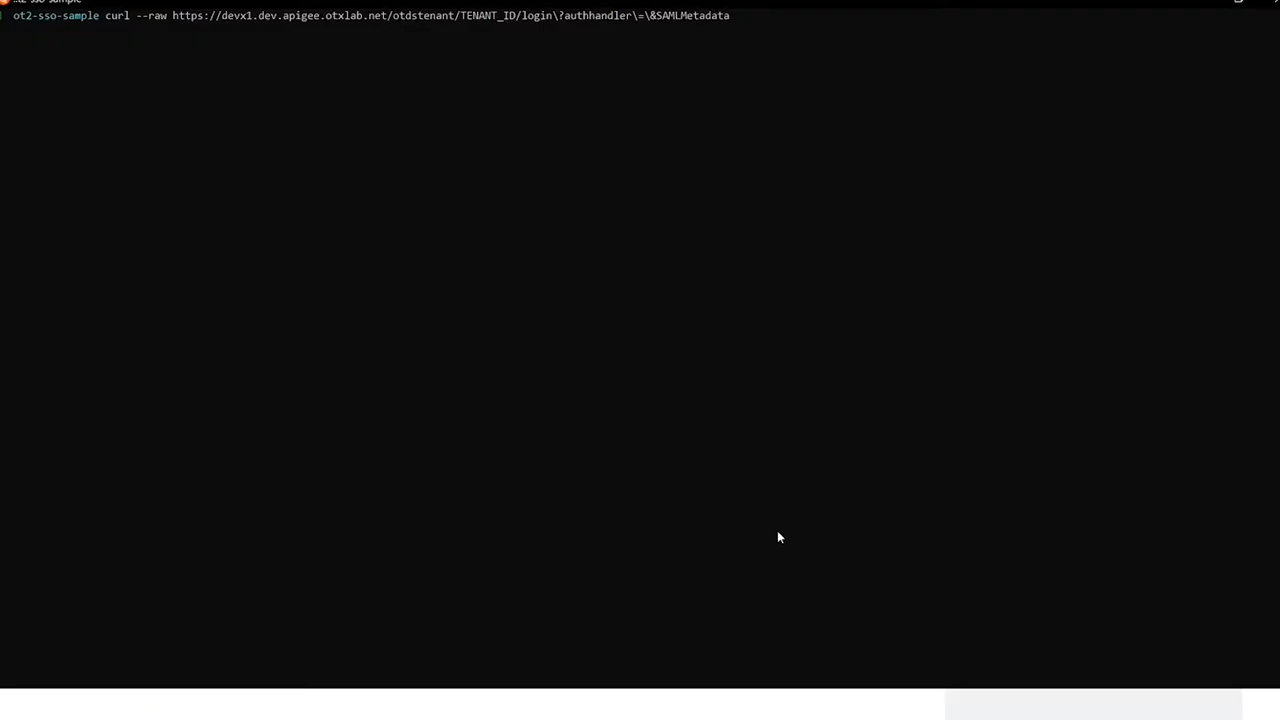 ot2-sso-sample curl --raw https://devx1.dev.apigee.otxlab.net/otdstenant/TENANT_ID/login\?authhandler\=\&SAMLMetadata